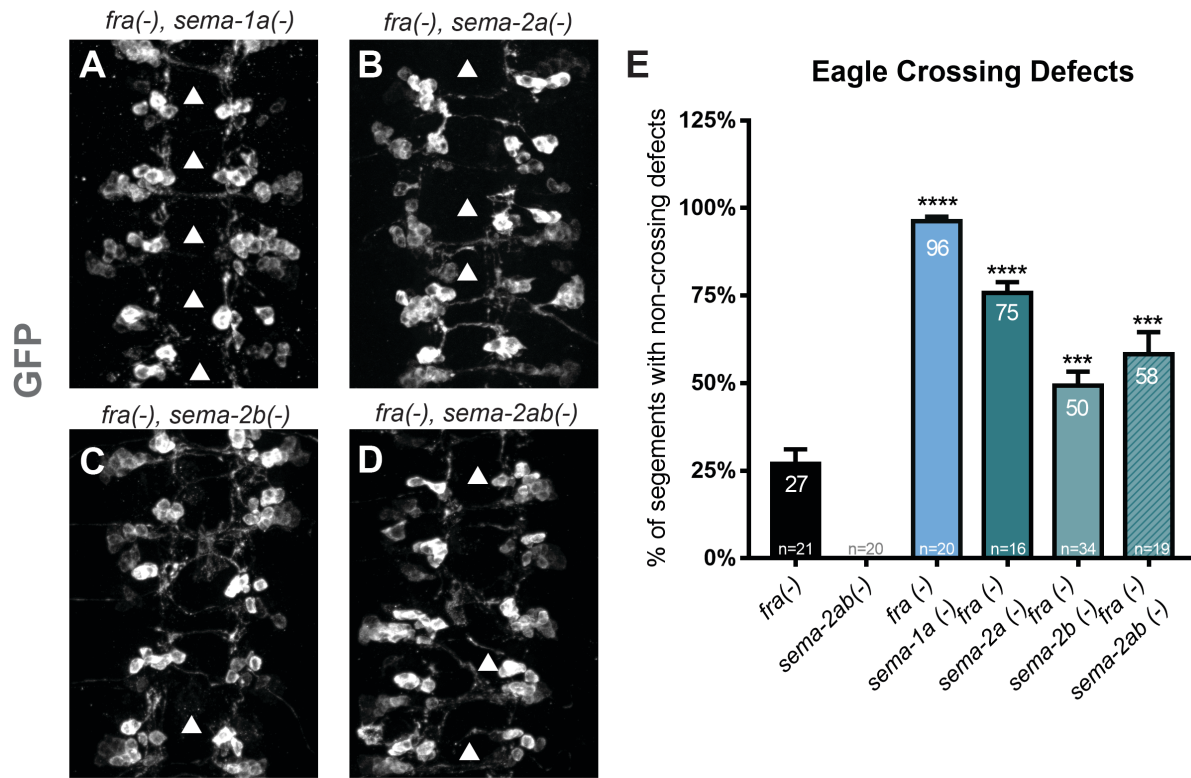 fra(-), sema-1a(-)
fra(-), sema-2a(-)
A
B
GFP
fra(-), sema-2b(-)
fra(-), sema-2ab(-)
C
D
E
Eagle Crossing Defects
% of segements with non-crossing defects
125%
100%
75%
50%
25%
0%
27
n=21
n=20
****
96
n=20
****
75
n=16
***
50
n=34
***
58
n=19
fra(-)
sema-2ab(-)
fra (-)
sema-1a (-)
fra (-)
sema-2a (-)
fra (-)
sema-2b (-)
fra (-)
sema-2ab (-)